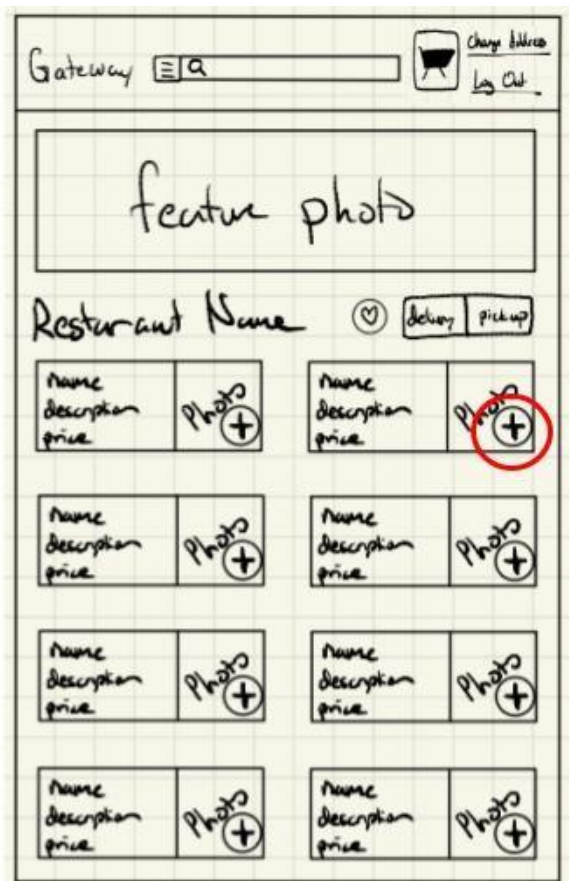 Gateway
Change Address
Log Out
feature photo
Resturant Name
delivery pickup
name
description
price
Photo
name
description
price
Photo
name
description
price
Photo
name
description
price
Photo
name
description
price
Photo
name
description
price
Photo
name
description
price
Photo
name
description
price
Photo